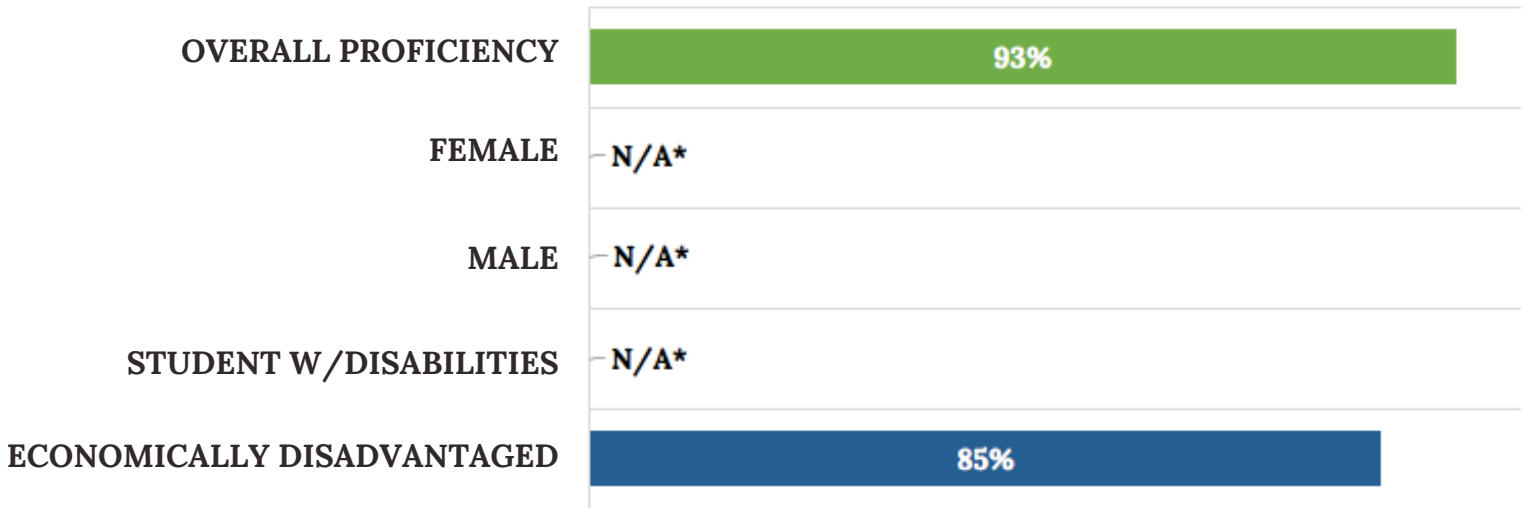 OVERALL PROFICIENCY 93%
FEMALE N/A*
MALE N/A*
STUDENT W/DISABILITIES N/A*
ECONOMICALLY DISADVANTAGED 85%